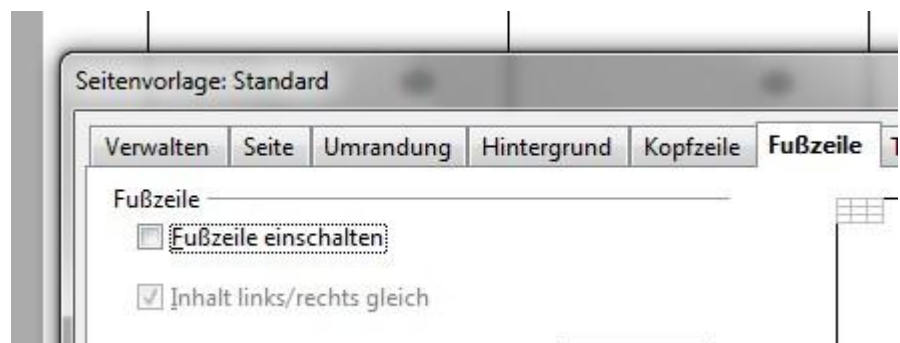 Seitenvorlage: Standard
Verwalten Seite Umrandung Hintergrund Kopfzeile Fußzeile T
Fußzeile
Fußzeile einschalten
Inhalt links/rechts gleich